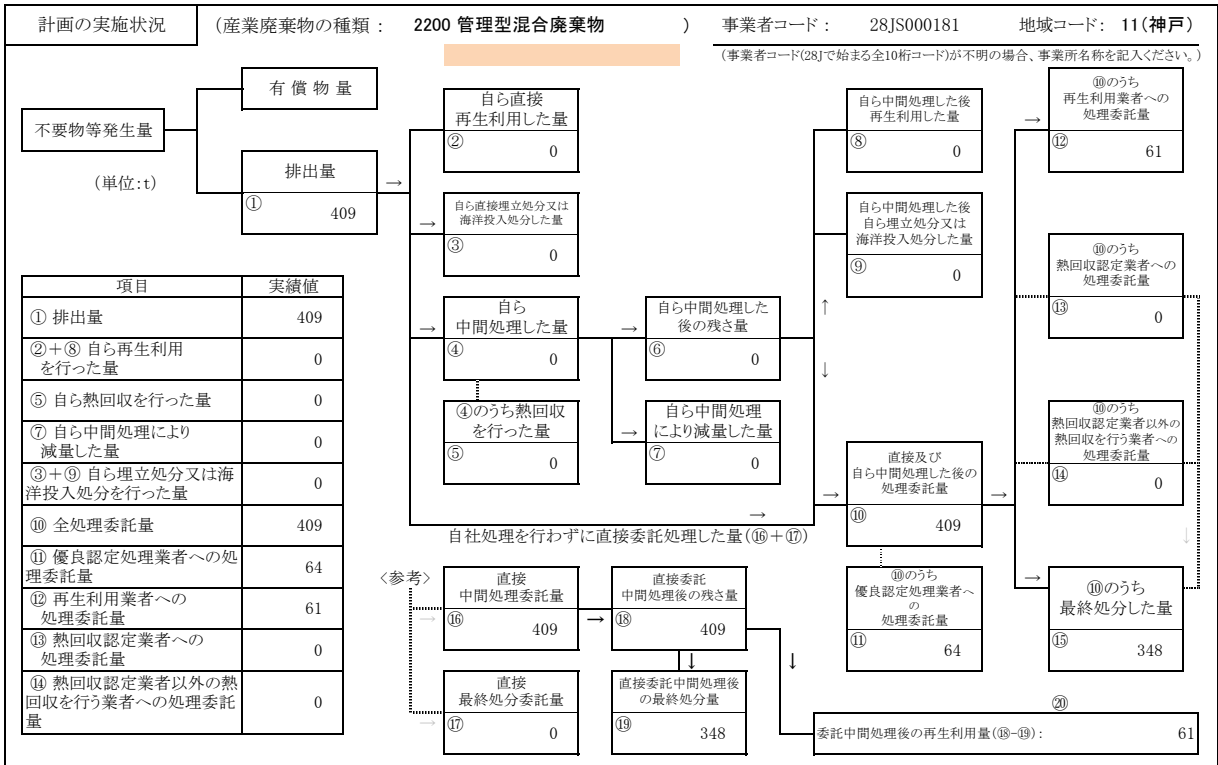 計画の実施状況
(産業廃棄物の種類： 2200 管理型混合廃棄物 )
事業者コード： 28JS000181 地域コード： 11(神戸)
(事業者コード(28Jで始まる全10桁コード)が不明の場合、事業所名称を記入ください。)
不要物等発生量
(単位:t)
有償物量
排出量
→
① 409
自ら直接
再生利用した量
② 0
→
自ら直接埋立処分又は
海洋投入処分した量
③ 0
→
自ら
中間処理した量
④ 0
④のうち熱回収
を行った量
⑤ 0
→
自ら中間処理した
後の残さ量
⑥ 0
→
自ら中間処理
により減量した量
⑦ 0
自ら中間処理した後
再生利用した量
⑧ 0
自ら中間処理した後
自ら埋立処分又は
海洋投入処分した量
⑨ 0
↑
↓
→
自社処理を行わずに直接委託処理した量(⑯＋⑰)
→
直接及び
自ら中間処理した後の
処理委託量
⑩ 409
→
⑩のうち
優良認定処理業者へ
の
処理委託量
⑪ 64
→
⑩のうち
再生利用業者への
処理委託量
⑫ 61
⑩のうち
熱回収認定業者への
処理委託量
⑬ 0
⑩のうち
熱回収認定業者以外の
熱回収を行う業者への
処理委託量
⑭ 0
↓
→
⑩のうち
最終処分した量
⑮ 348
項目 実績値
① 排出量 409
②＋⑧ 自ら再生利用
を行った量 0
⑤ 自ら熱回収を行った量 0
⑦ 自ら中間処理により
減量した量 0
③＋⑨ 自ら埋立処分又は海
洋投入処分を行った量 0
⑩ 全処理委託量 409
⑪ 優良認定処理業者への処
理委託量 64
⑫ 再生利用業者への
処理委託量 61
⑬ 熱回収認定業者への
処理委託量 0
⑭ 熱回収認定業者以外の熱
回収を行う業者への処理委託
量 0
<参考>
→
直接
中間処理委託量
⑯ 409
→
直接委託
中間処理後の残さ量
⑱ 409
↓
↓
→
直接
最終処分委託量
⑰ 0
直接委託中間処理後
の最終処分量
⑲ 348
⑳
委託中間処理後の再生利用量(⑱-⑲)： 61